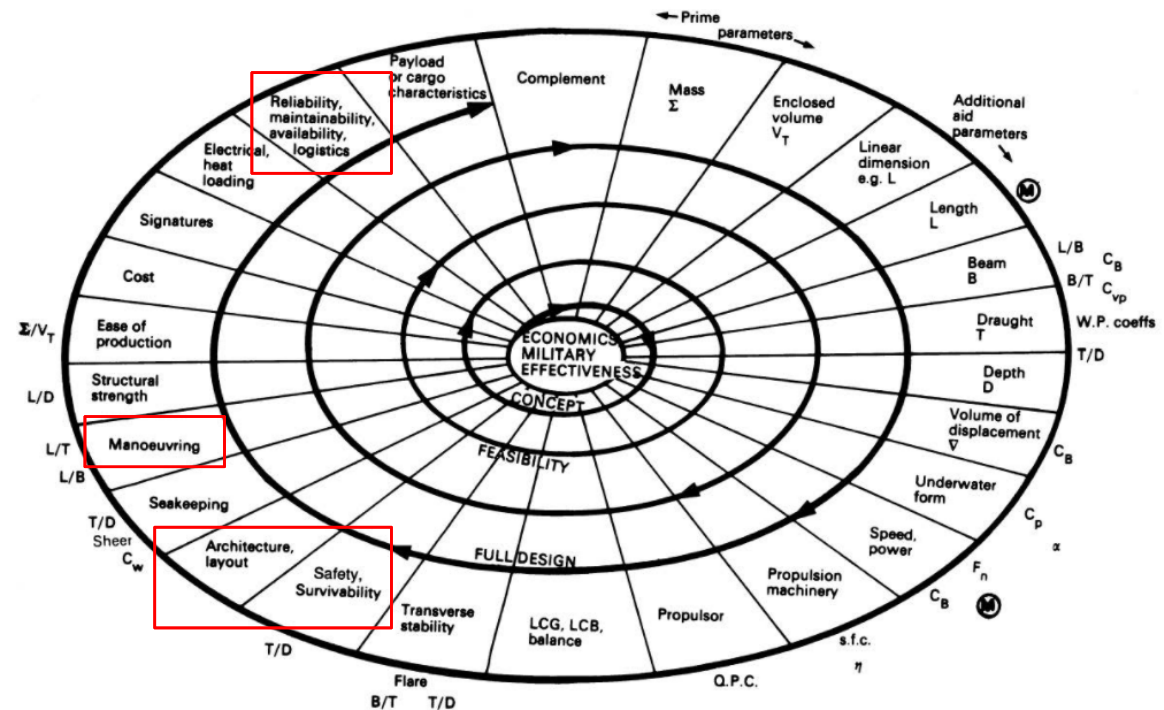 Prime
parameters
Payload
or cargo
characteristics
Complement
Mass
Σ
Enclosed
volume
V_T
Linear
dimension
e.g. L
Additional
aid
parameters
Ⓜ
Length
L
L/B
C_B
Beam
B
B/T
C_vp
Draught
T
W.P. coeffs
T/D
Depth
D
Volume of
displacement
∇
C_B
Underwater
form
C_p
α
Speed,
power
F_n
C_B
Ⓜ
Propulsion
machinery
s.f.c.
η
Propulsor
Q.P.C.
LCG, LCB,
balance
Transverse
stability
Flare
B/T T/D
Safety,
Survivability
T/D
Architecture,
layout
Seakeeping
T/D
Sheer
C_w
Manoeuvring
L/T
L/B
Structural
strength
L/D
Ease of
production
Σ/V_T
Cost
Signatures
Electrical,
heat
loading
Reliability,
maintainability,
availability,
logistics
ECONOMICS
MILITARY
EFFECTIVENESS
CONCEPT
FEASIBILITY
FULL DESIGN